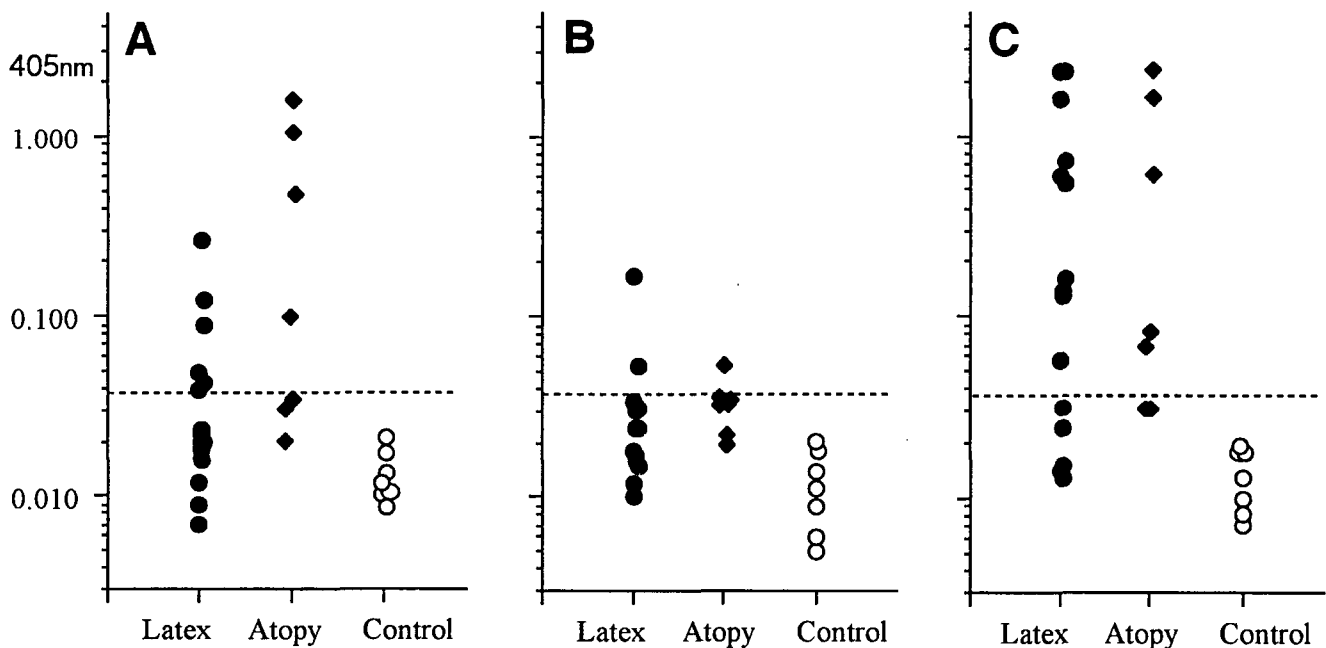 A
B
C
405nm
1.000
0.100
0.010
Latex Atopy Control
Latex Atopy Control
Latex Atopy Control